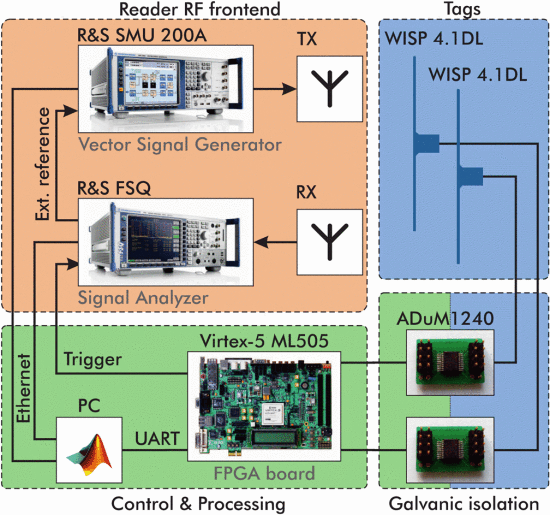 Reader RF frontend
Tags
R&S SMU 200A
TX
WISP 4.1DL
WISP 4.1DL
Vector Signal Generator
Ext. reference
R&S FSQ
RX
Signal Analyzer
Virtex-5 ML505
ADuM1240
Trigger
Ethernet
PC
UART
FPGA board
Control & Processing
Galvanic isolation